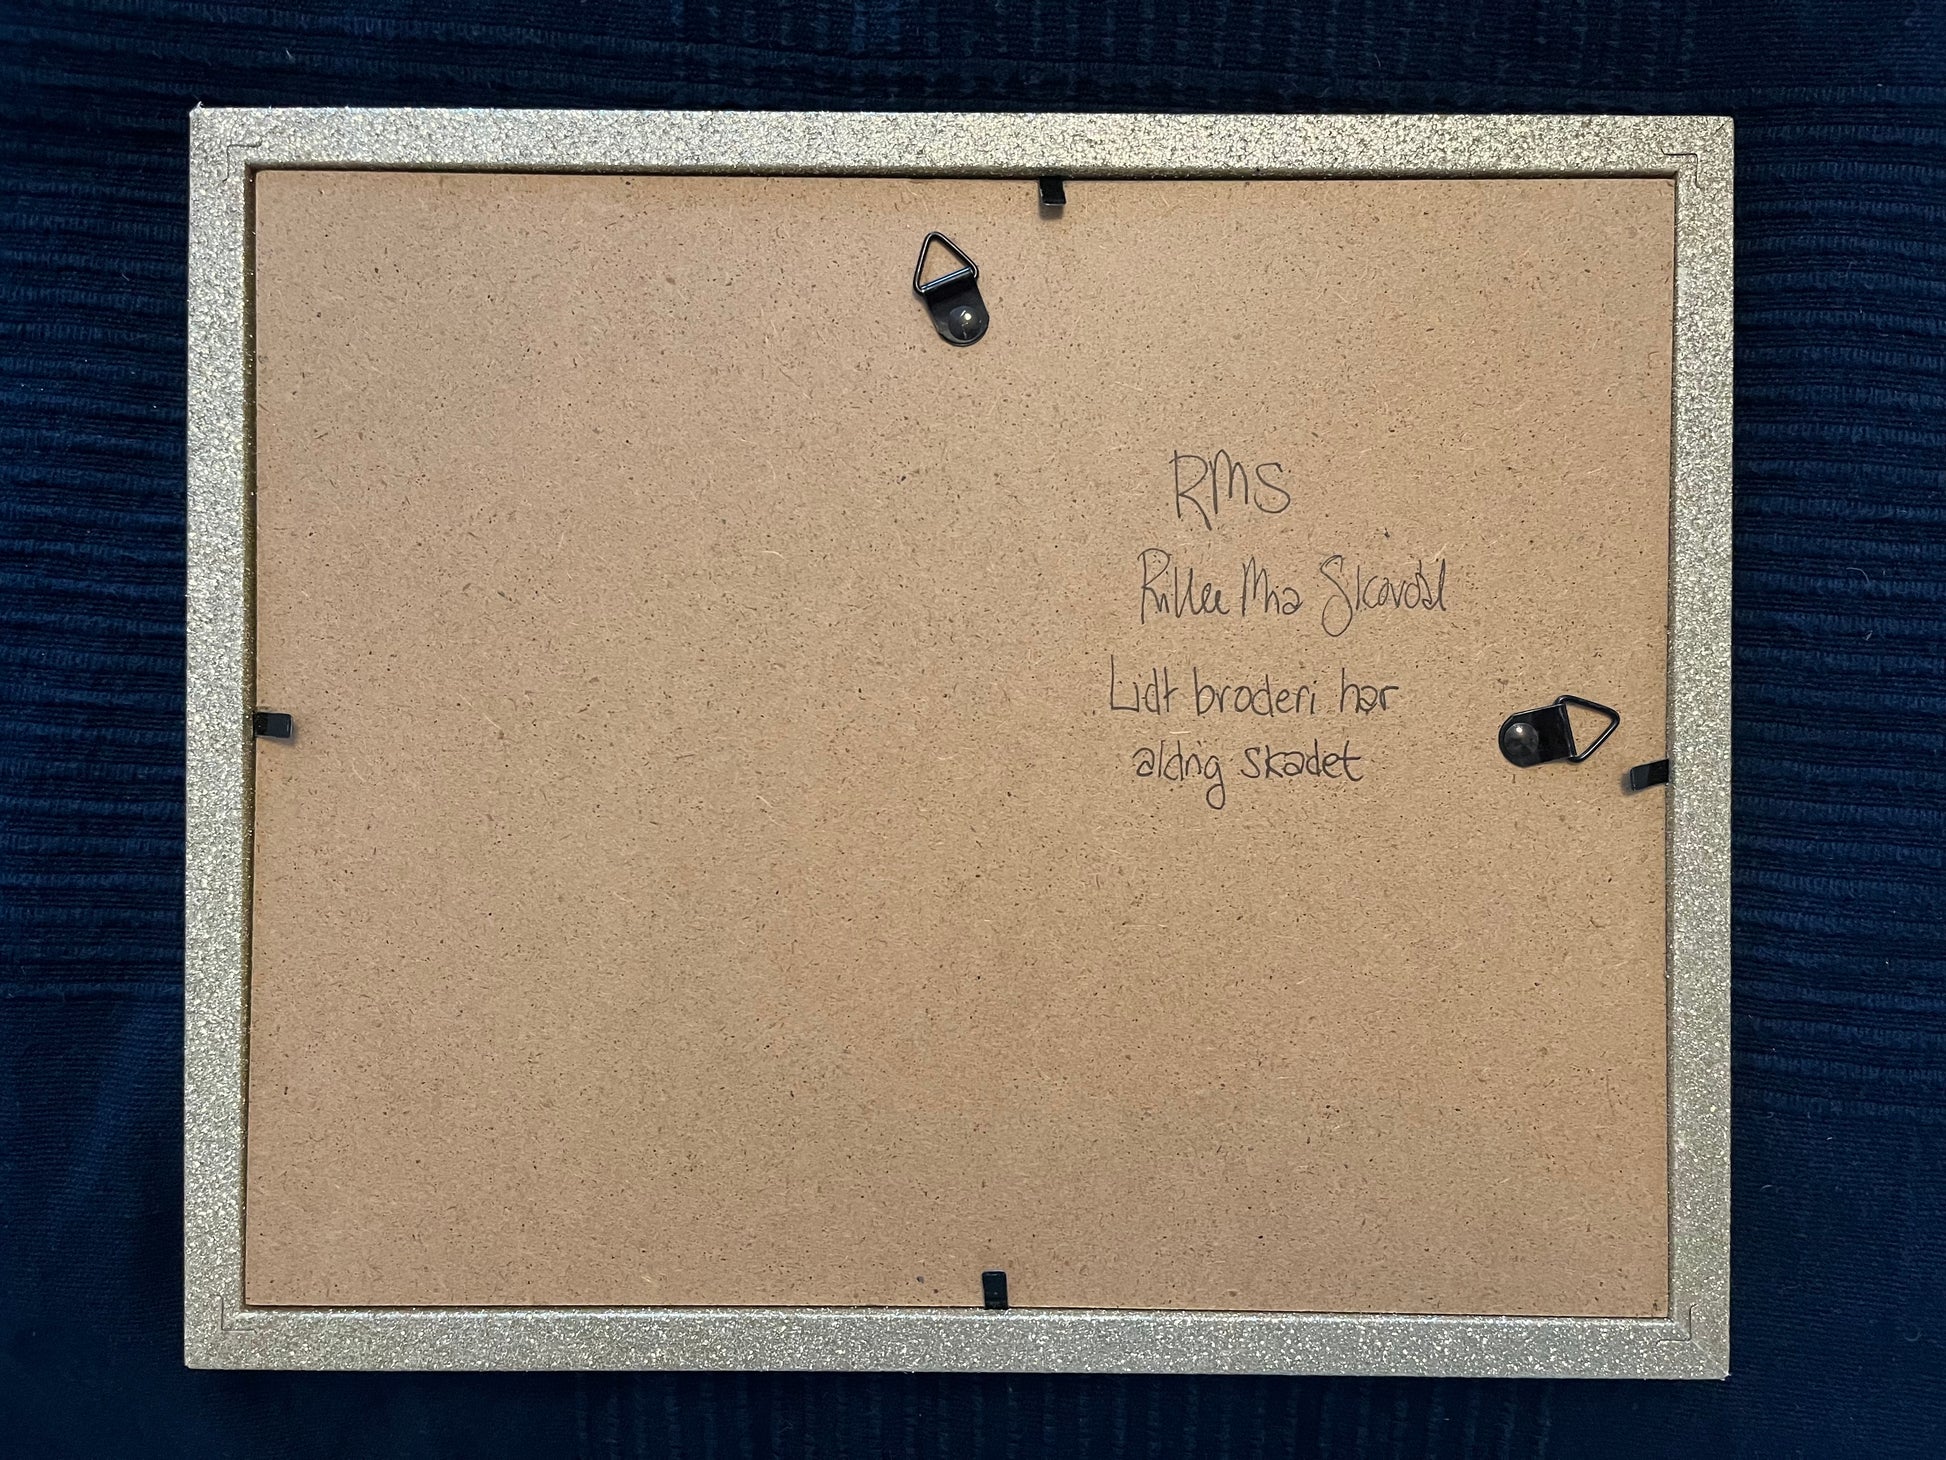 RMS
Rikke Mia Skovdal
Lidt broderi har
aldrig skadet